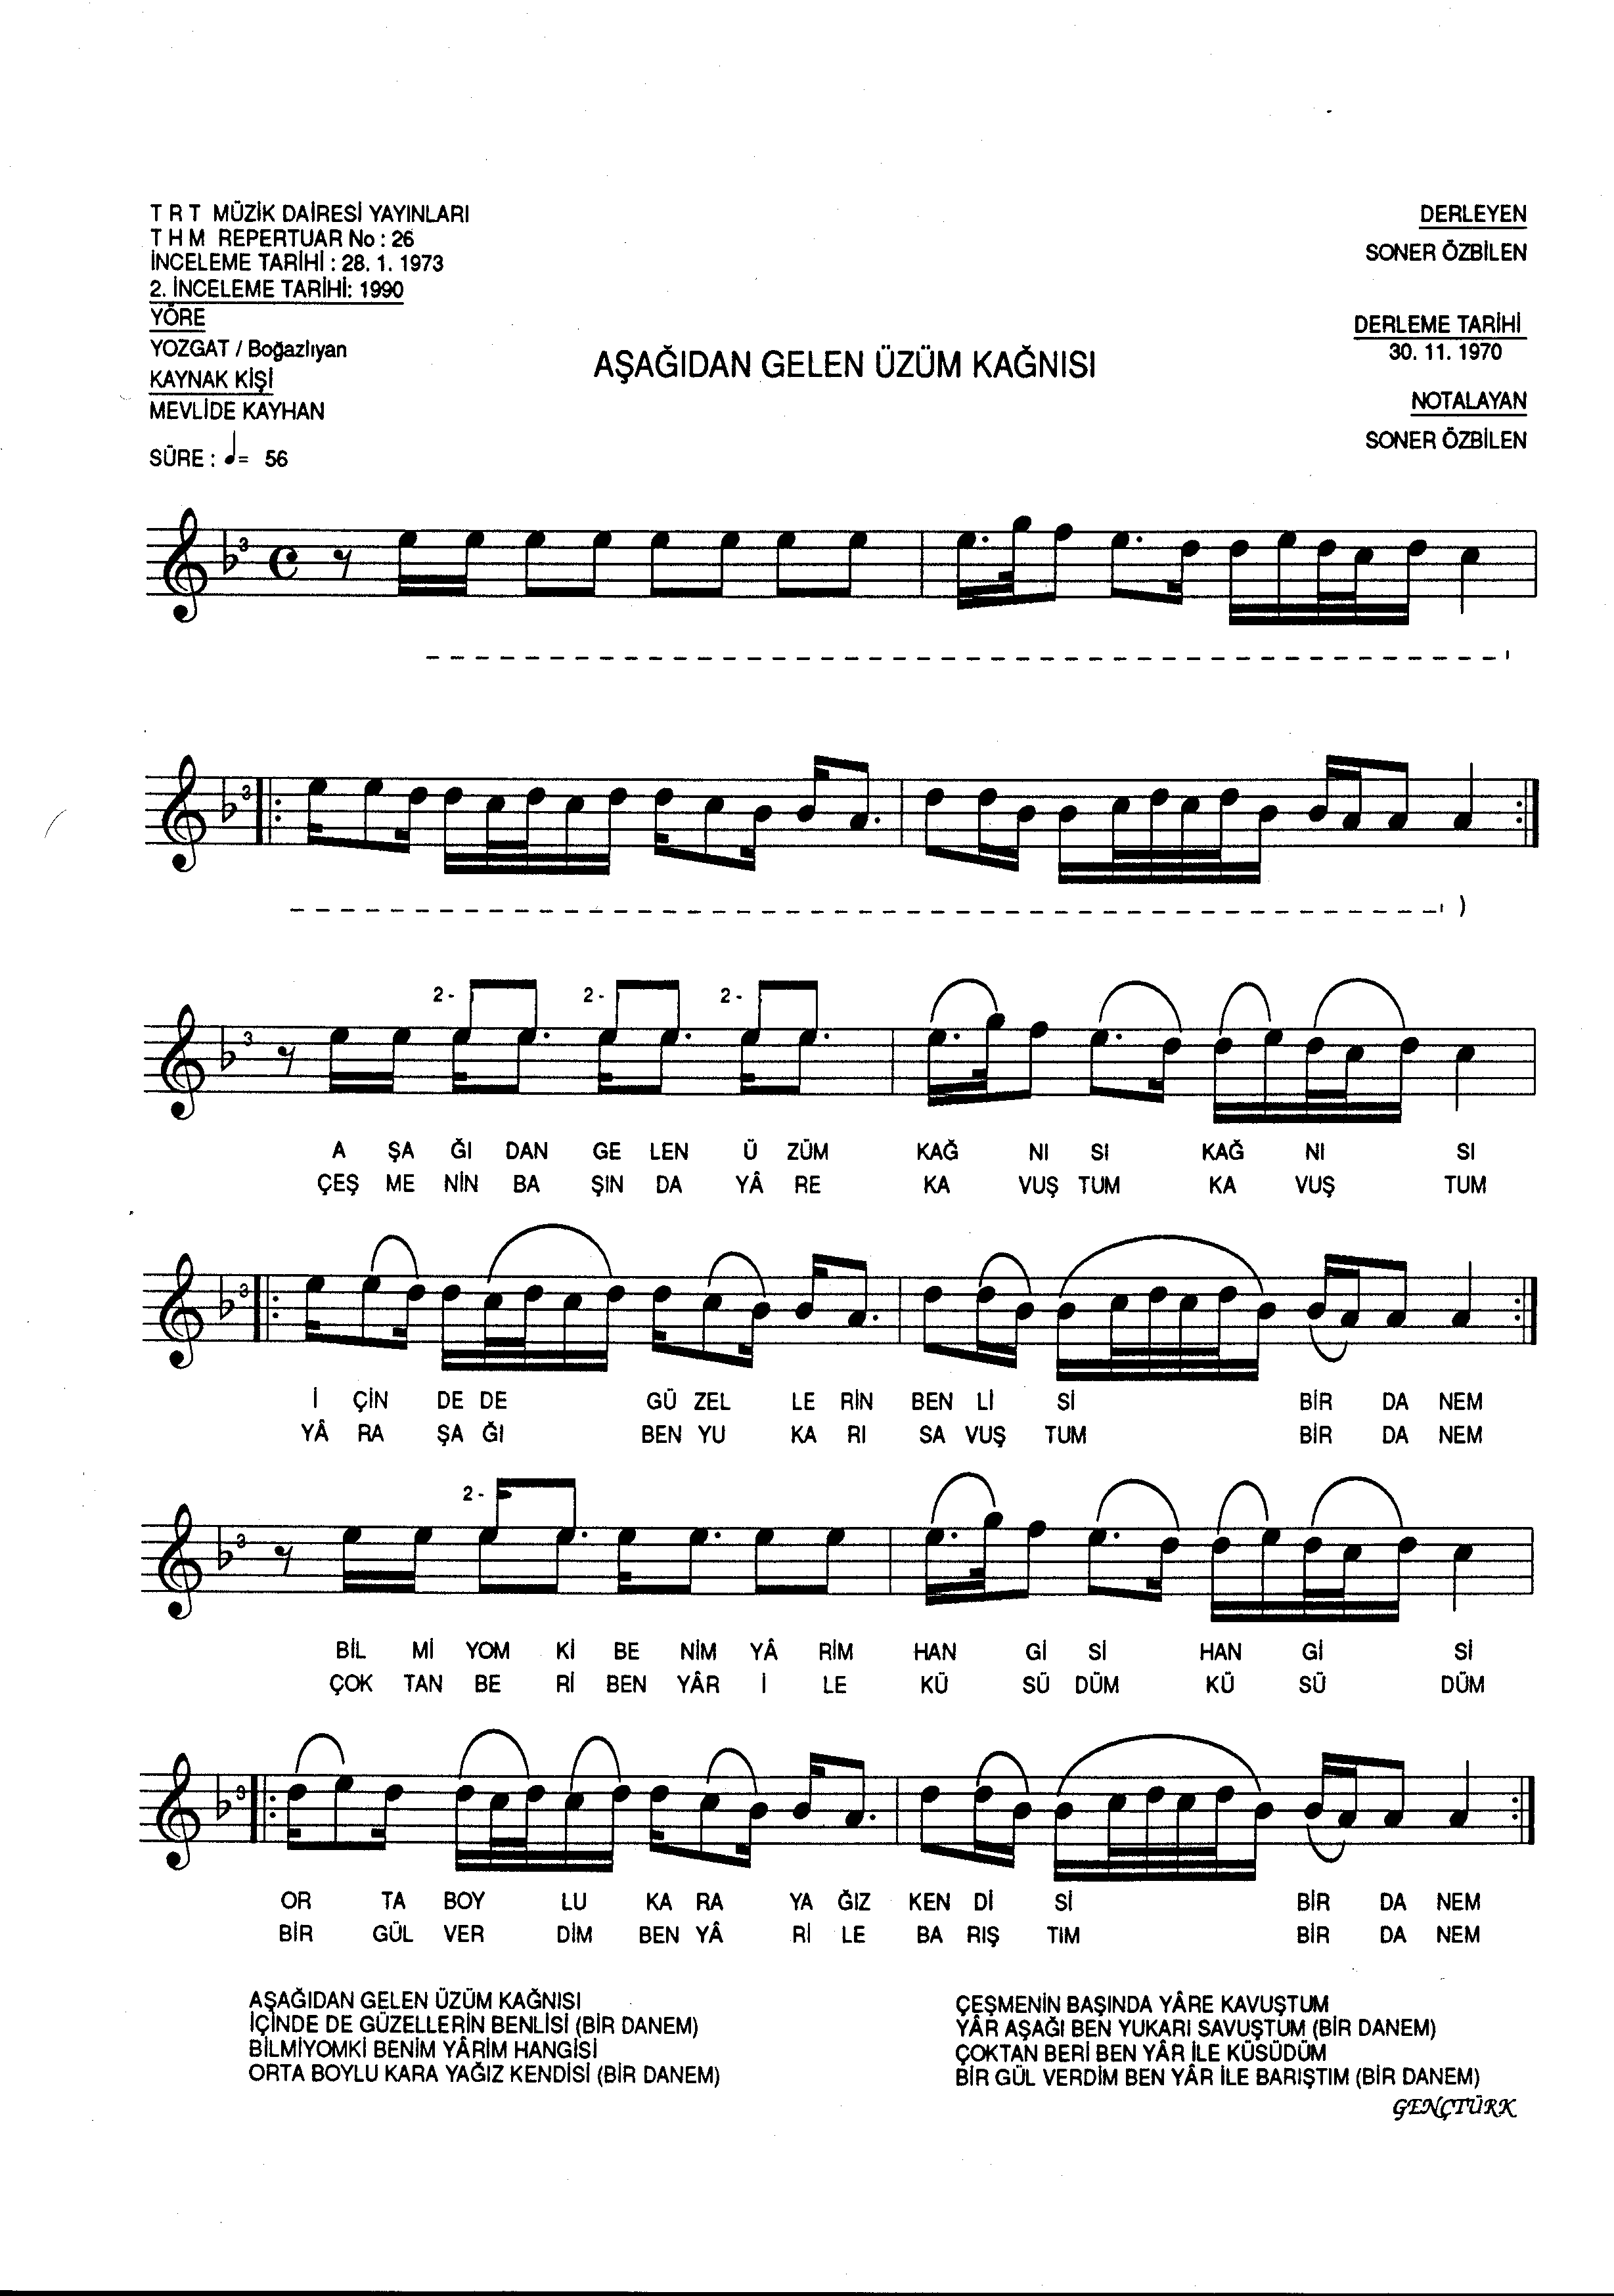 T R T MÜZİK DAİRESİ YAYINLARI
T H M REPERTUAR No : 26
İNCELEME TARİHİ : 28. 1. 1973
2. İNCELEME TARİHİ: 1990
YÖRE
YOZGAT / Boğazlıyan
KAYNAK KİŞİ
MEVLİDE KAYHAN
SÜRE : ♩= 56
AŞAĞIDAN GELEN ÜZÜM KAĞNISI
DERLEYEN
SONER ÖZBİLEN
DERLEME TARİHİ
30. 11. 1970
NOTALAYAN
SONER ÖZBİLEN
3
3
)
2 - 2 - 2 -
3
A ŞA ĞI DAN GE LEN Ü ZÜM KAĞ NI SI KAĞ NI SI
ÇEŞ ME NİN BA ŞIN DA YÂ RE KA VUŞ TUM KA VUŞ TUM
3
İ ÇİN DE DE GÜ ZEL LE RİN BEN Lİ Sİ BİR DA NEM
YÂ RA ŞA ĞI BEN YU KA RI SA VUŞ TUM BİR DA NEM
2 -
3
BİL Mİ YOM Kİ BE NİM YÂ RİM HAN Gİ Sİ HAN Gİ Sİ
ÇOK TAN BE Rİ BEN YÂR İ LE KÜ SÜ DÜM KÜ SÜ DÜM
3
OR TA BOY LU KA RA YA ĞIZ KEN Dİ Sİ BİR DA NEM
BİR GÜL VER DİM BEN YÂ Rİ LE BA RIŞ TIM BİR DA NEM
AŞAĞIDAN GELEN ÜZÜM KAĞNISI
İÇİNDE DE GÜZELLERİN BENLİSİ (BİR DANEM)
BİLMİYOMKİ BENİM YÂRİM HANGİSİ
ORTA BOYLU KARA YAĞIZ KENDİSİ (BİR DANEM)
ÇEŞMENİN BAŞINDA YÂRE KAVUŞTUM
YÂR AŞAĞI BEN YUKARI SAVUŞTUM (BİR DANEM)
ÇOKTAN BERİ BEN YÂR İLE KÜSÜDÜM
BİR GÜL VERDİM BEN YÂR İLE BARIŞTIM (BİR DANEM)
GENÇTÜRK